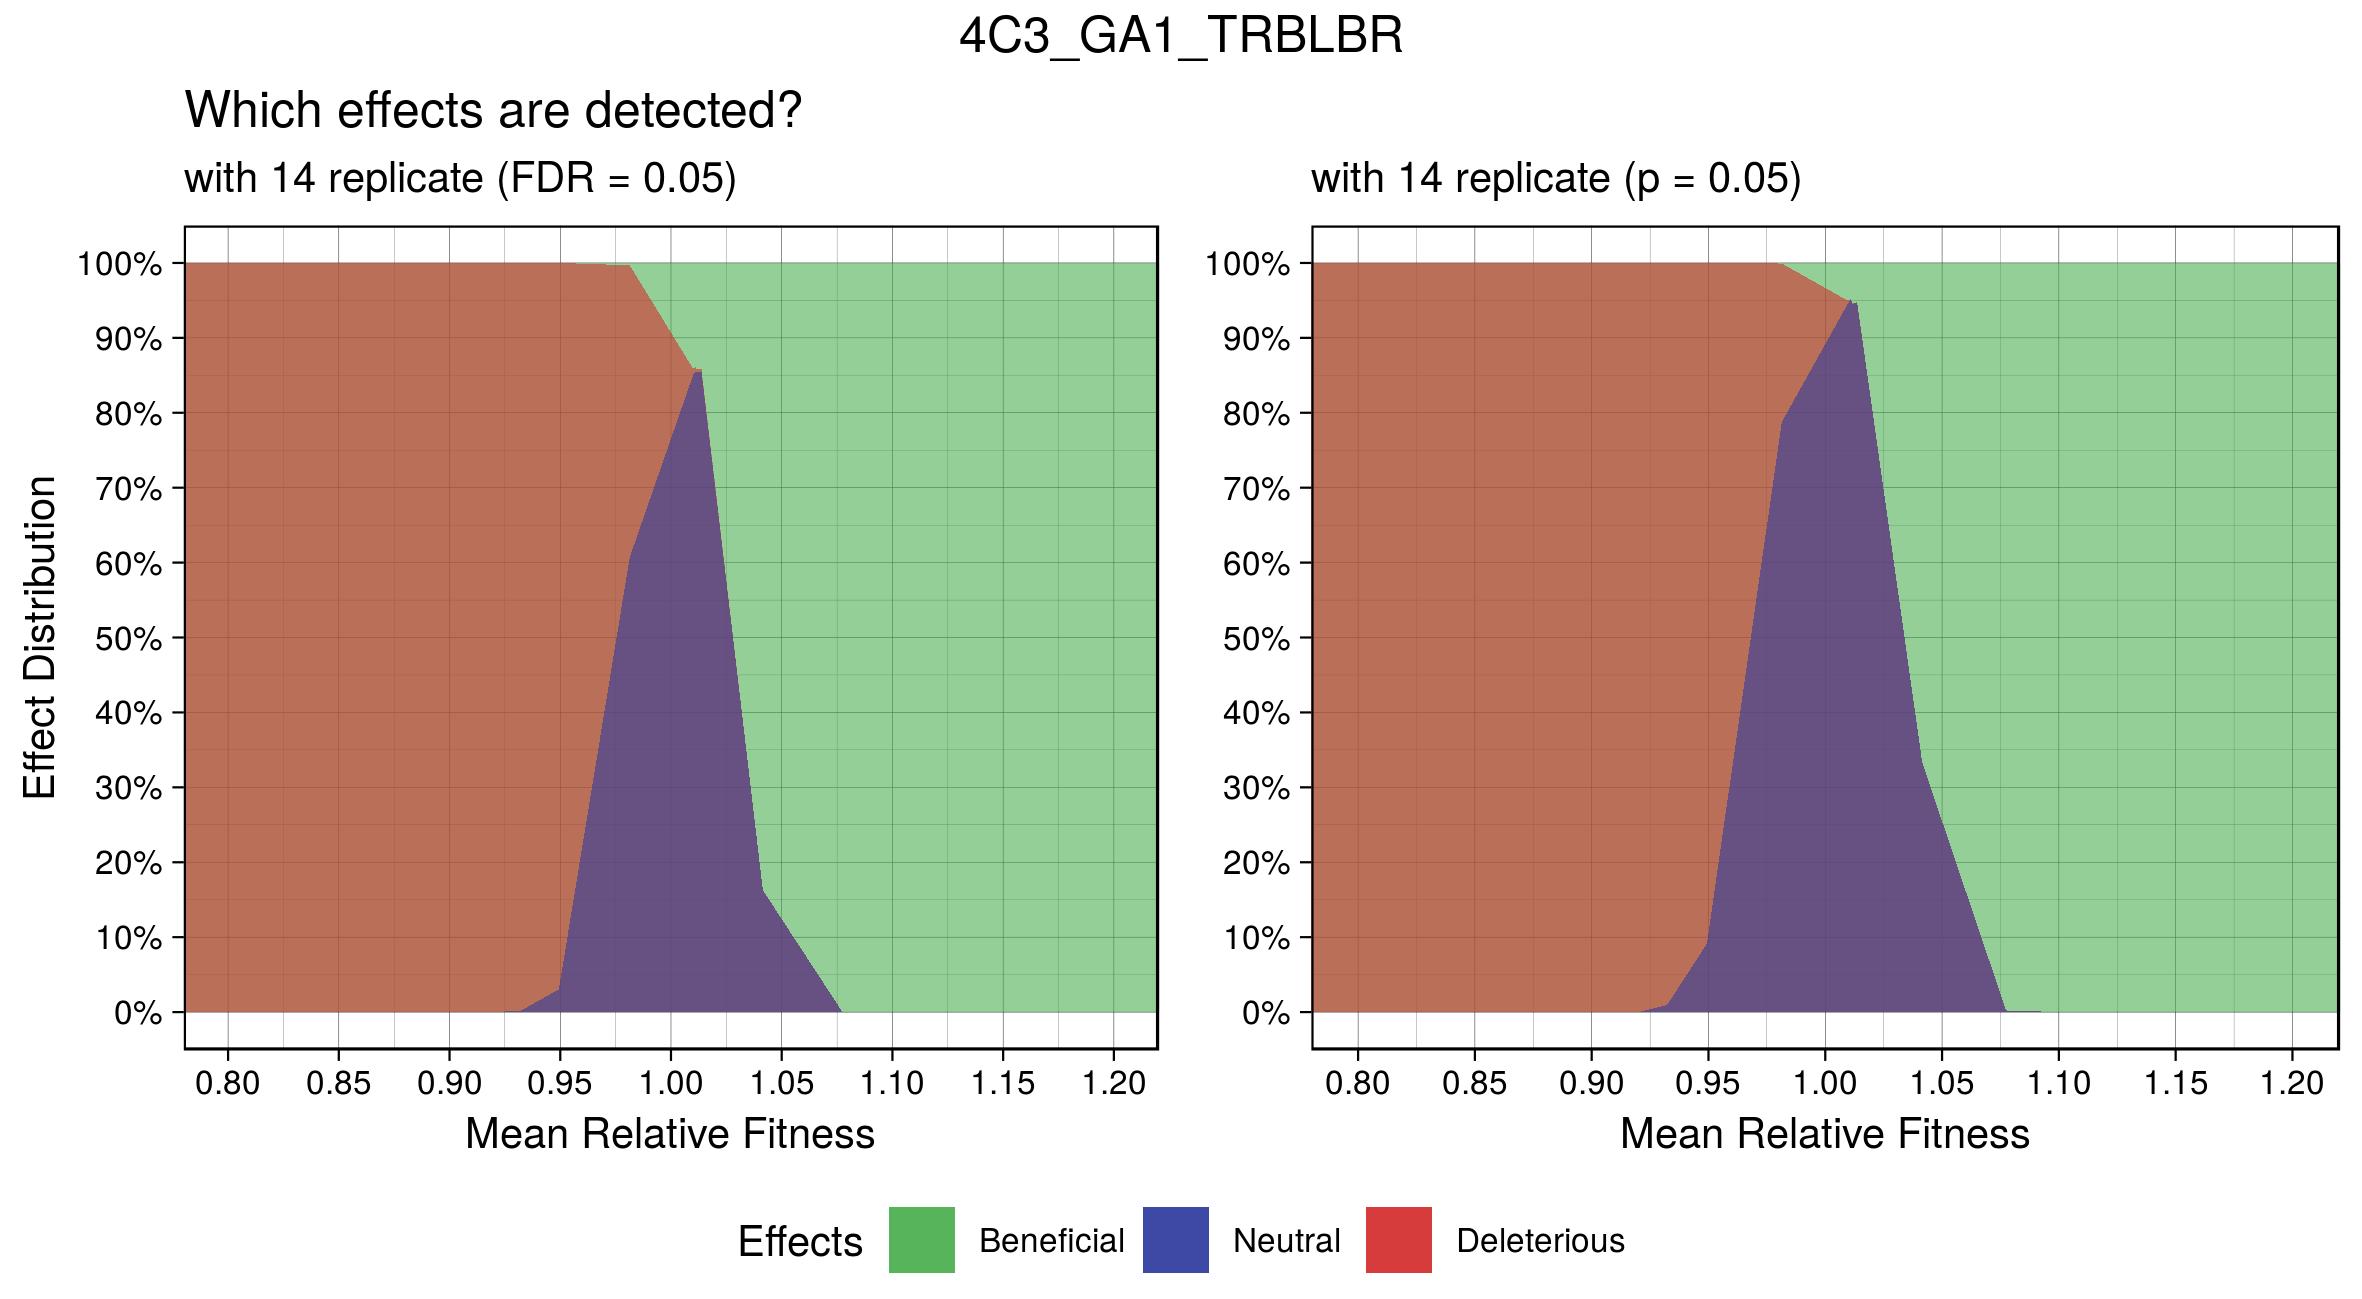 4C3_GA1_TRBLBR
Which effects are detected?
with 14 replicate (FDR = 0.05)
with 14 replicate (p = 0.05)
Effect Distribution
100%
90%
80%
70%
60%
50%
40%
30%
20%
10%
0%
0.80 0.85 0.90 0.95 1.00 1.05 1.10 1.15 1.20
Mean Relative Fitness
100%
90%
80%
70%
60%
50%
40%
30%
20%
10%
0%
0.80 0.85 0.90 0.95 1.00 1.05 1.10 1.15 1.20
Mean Relative Fitness
Effects Beneficial Neutral Deleterious